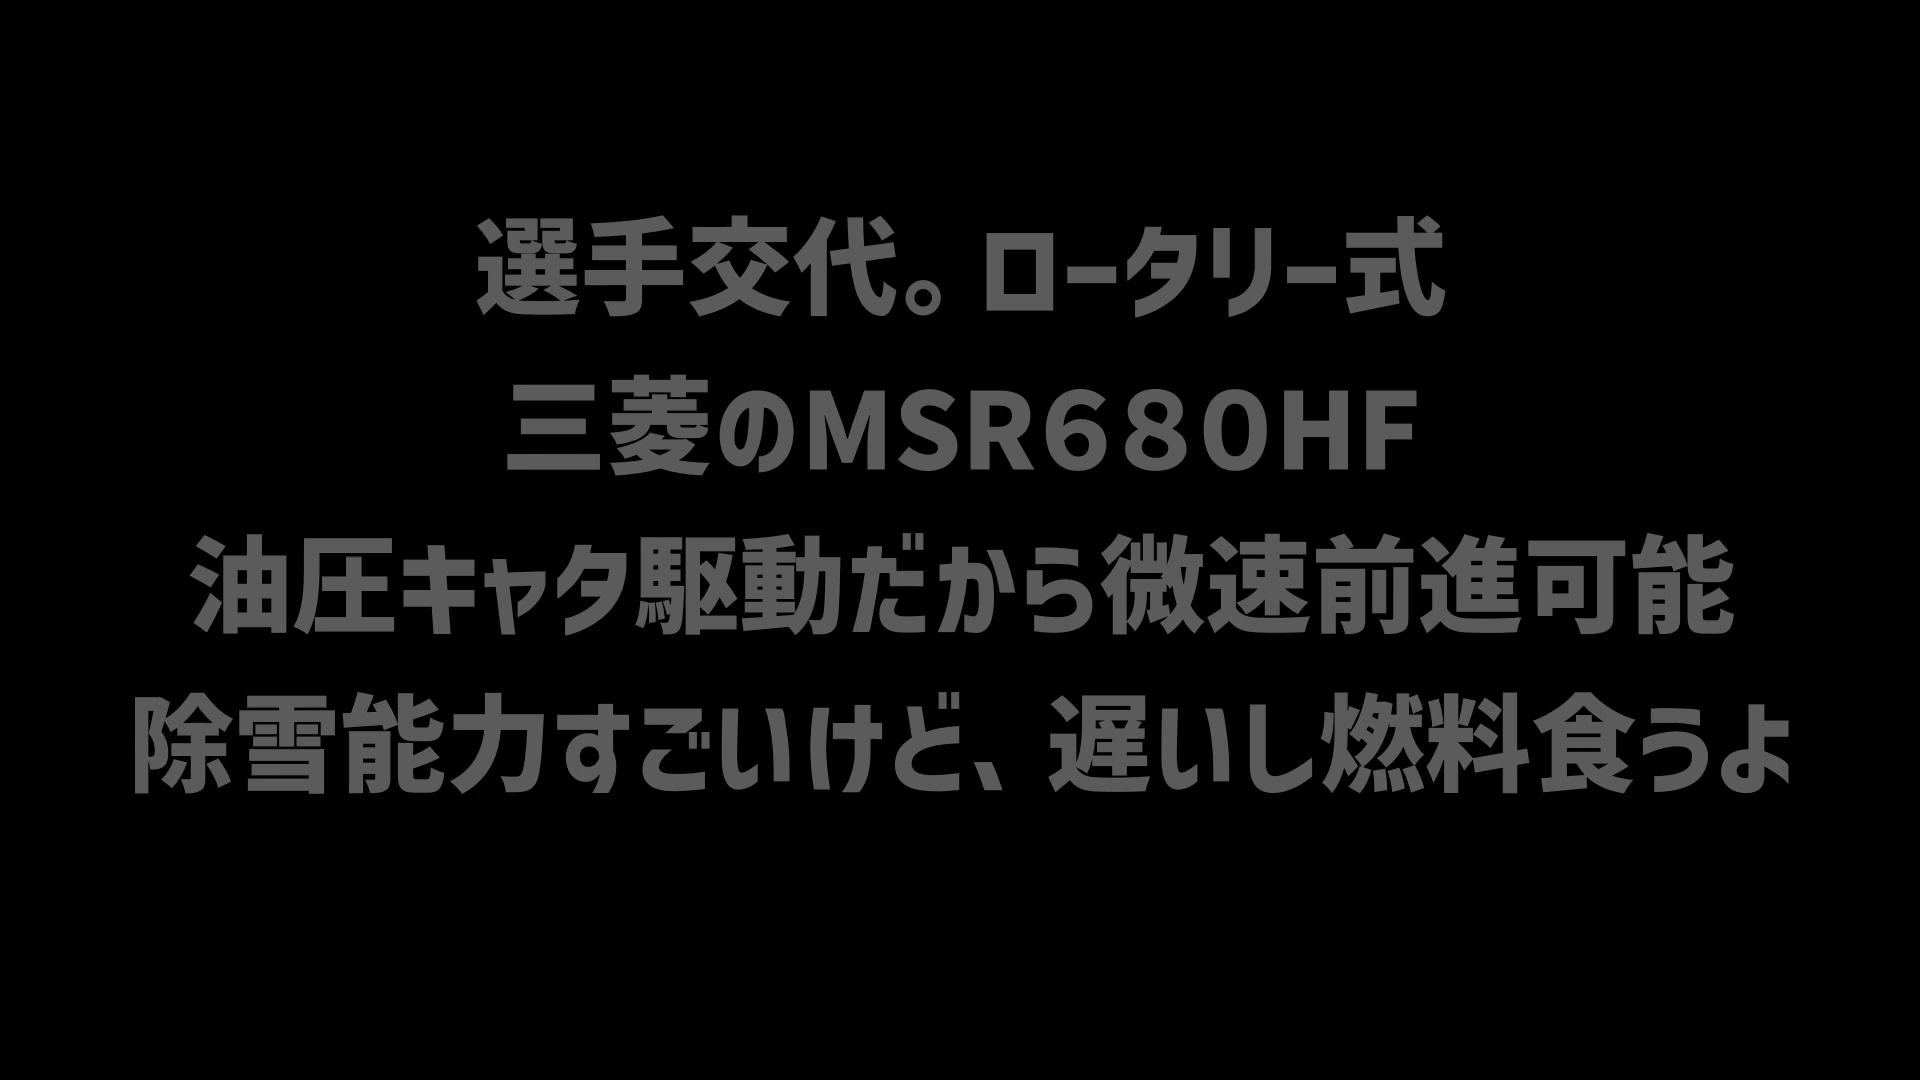 選手交代。ロータリー式
三菱のMSR６８０HF
油圧キャタ駆動だから微速前進可能
除雪能力すごいけど、遅いし燃料食うよ